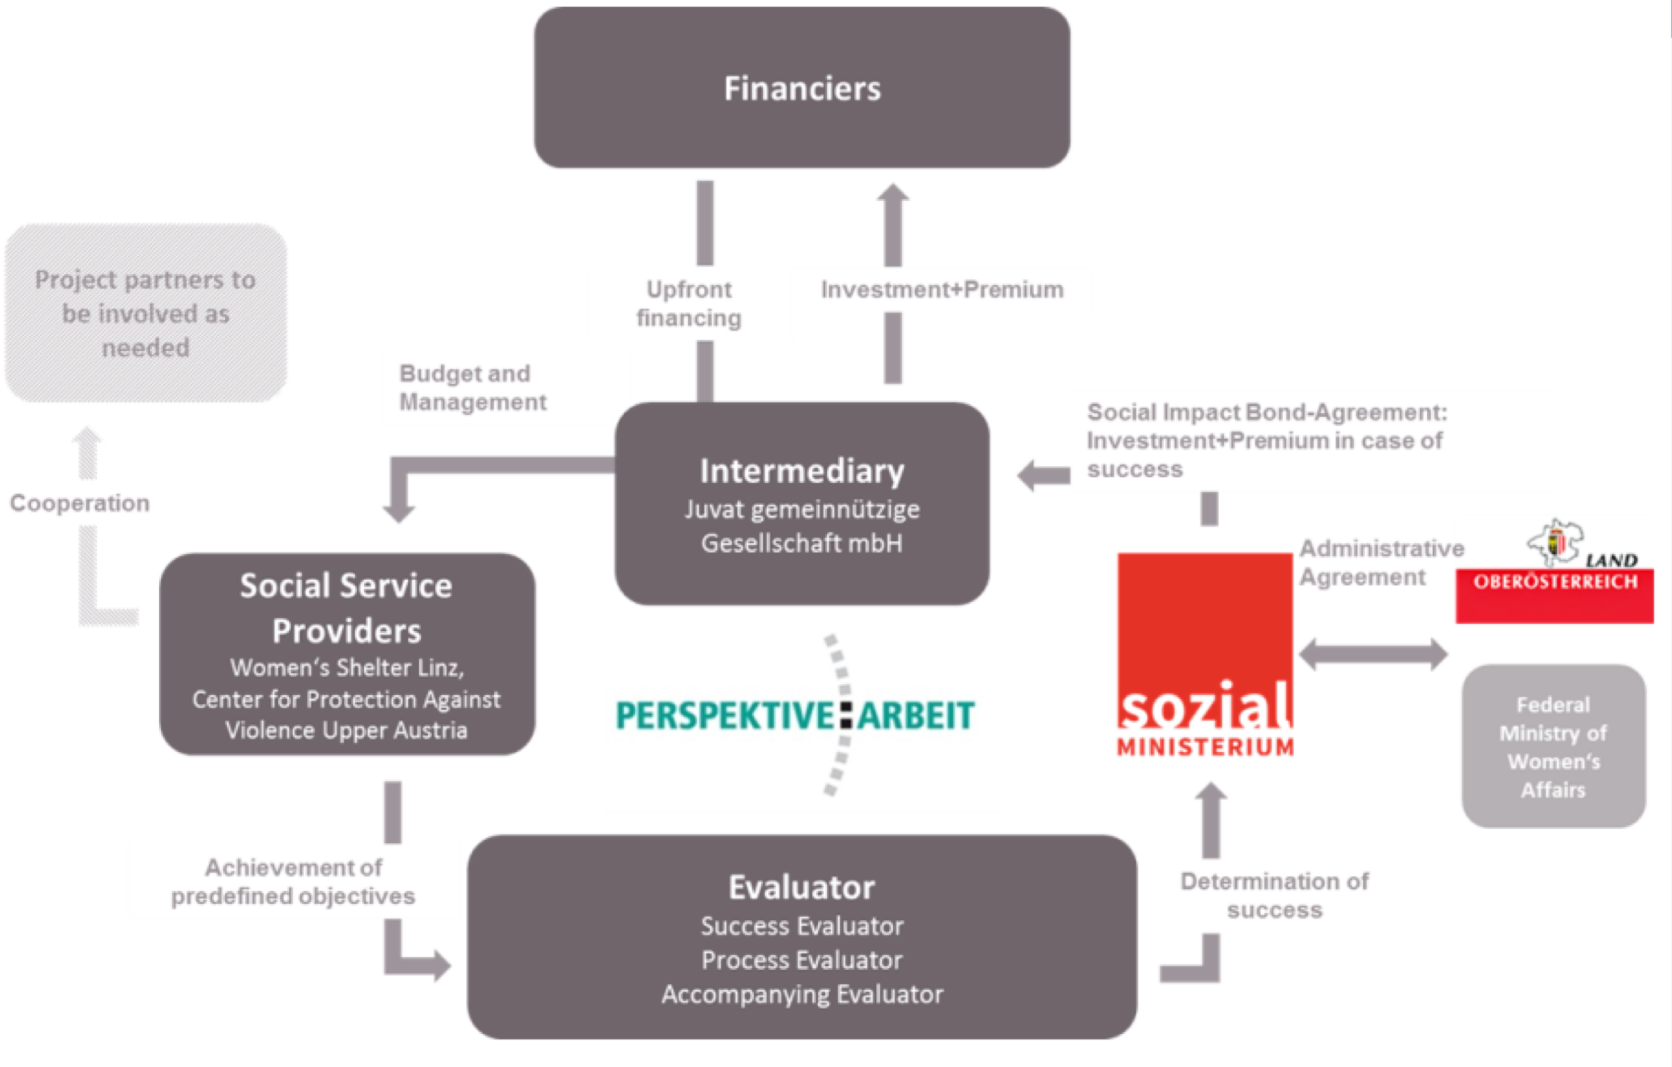 Financiers
Project partners to
be involved as
needed
Upfront
financing
Investment+Premium
Budget and
Management
Social Impact Bond-Agreement:
Investment+Premium in case of
success
Intermediary
Juvat gemeinnützige
Gesellschaft mbH
Cooperation
Administrative
Agreement
LAND
OBERÖSTERREICH
Social Service
Providers
Women‘s Shelter Linz,
Center for Protection Against
Violence Upper Austria
PERSPEKTIVE:ARBEIT
sozial
MINISTERIUM
Federal
Ministry of
Women‘s
Affairs
Achievement of
predefined objectives
Evaluator
Success Evaluator
Process Evaluator
Accompanying Evaluator
Determination of
success